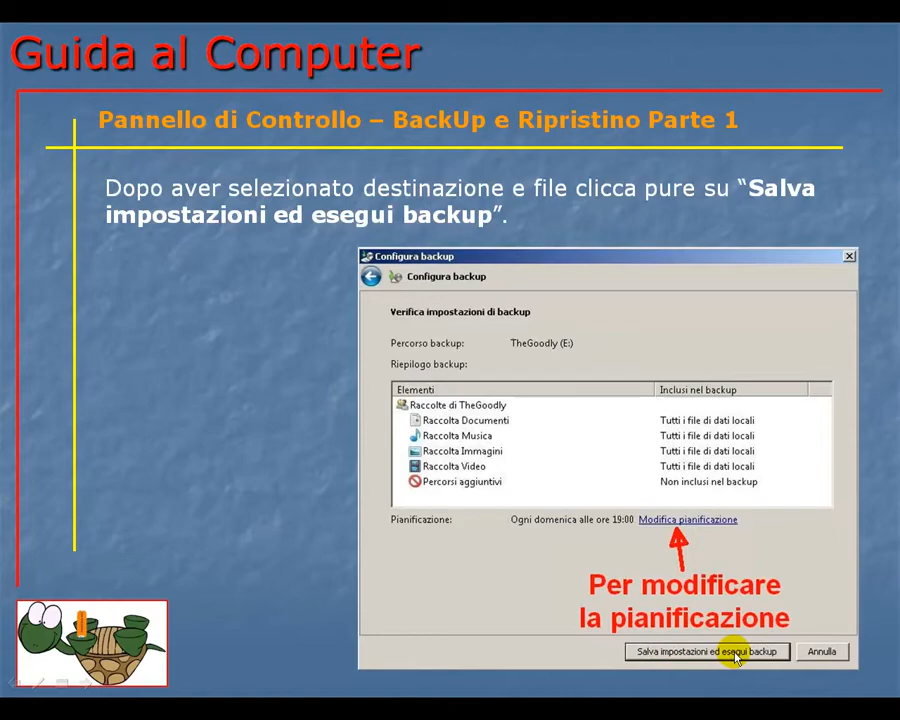 Guida al Computer
Pannello di Controllo – BackUp e Ripristino Parte 1
Dopo aver selezionato destinazione e file clicca pure su “Salva
impostazioni ed esegui backup”.
Configura backup
Configura backup
Verifica impostazioni di backup
Percorso backup: TheGoodly (E:)
Riepilogo backup:
Elementi Inclusi nel backup
Raccolte di TheGoodly
Raccolta Documenti Tutti i file di dati locali
Raccolta Musica Tutti i file di dati locali
Raccolta Immagini Tutti i file di dati locali
Raccolta Video Tutti i file di dati locali
Percorsi aggiuntivi Non inclusi nel backup
Pianificazione: Ogni domenica alle ore 19:00 Modifica pianificazione
Per modificare
la pianificazione
Salva impostazioni ed esegui backup Annulla